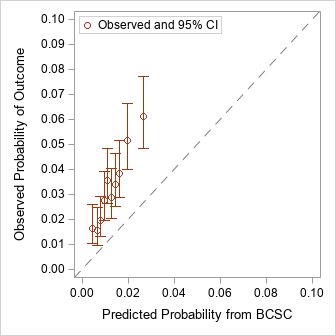 Observed and 95% CI
0.10
0.09
0.08
0.07
0.06
0.05
0.04
0.03
0.02
0.01
0.00
Observed Probability of Outcome
0.00 0.02 0.04 0.06 0.08 0.10
Predicted Probability from BCSC